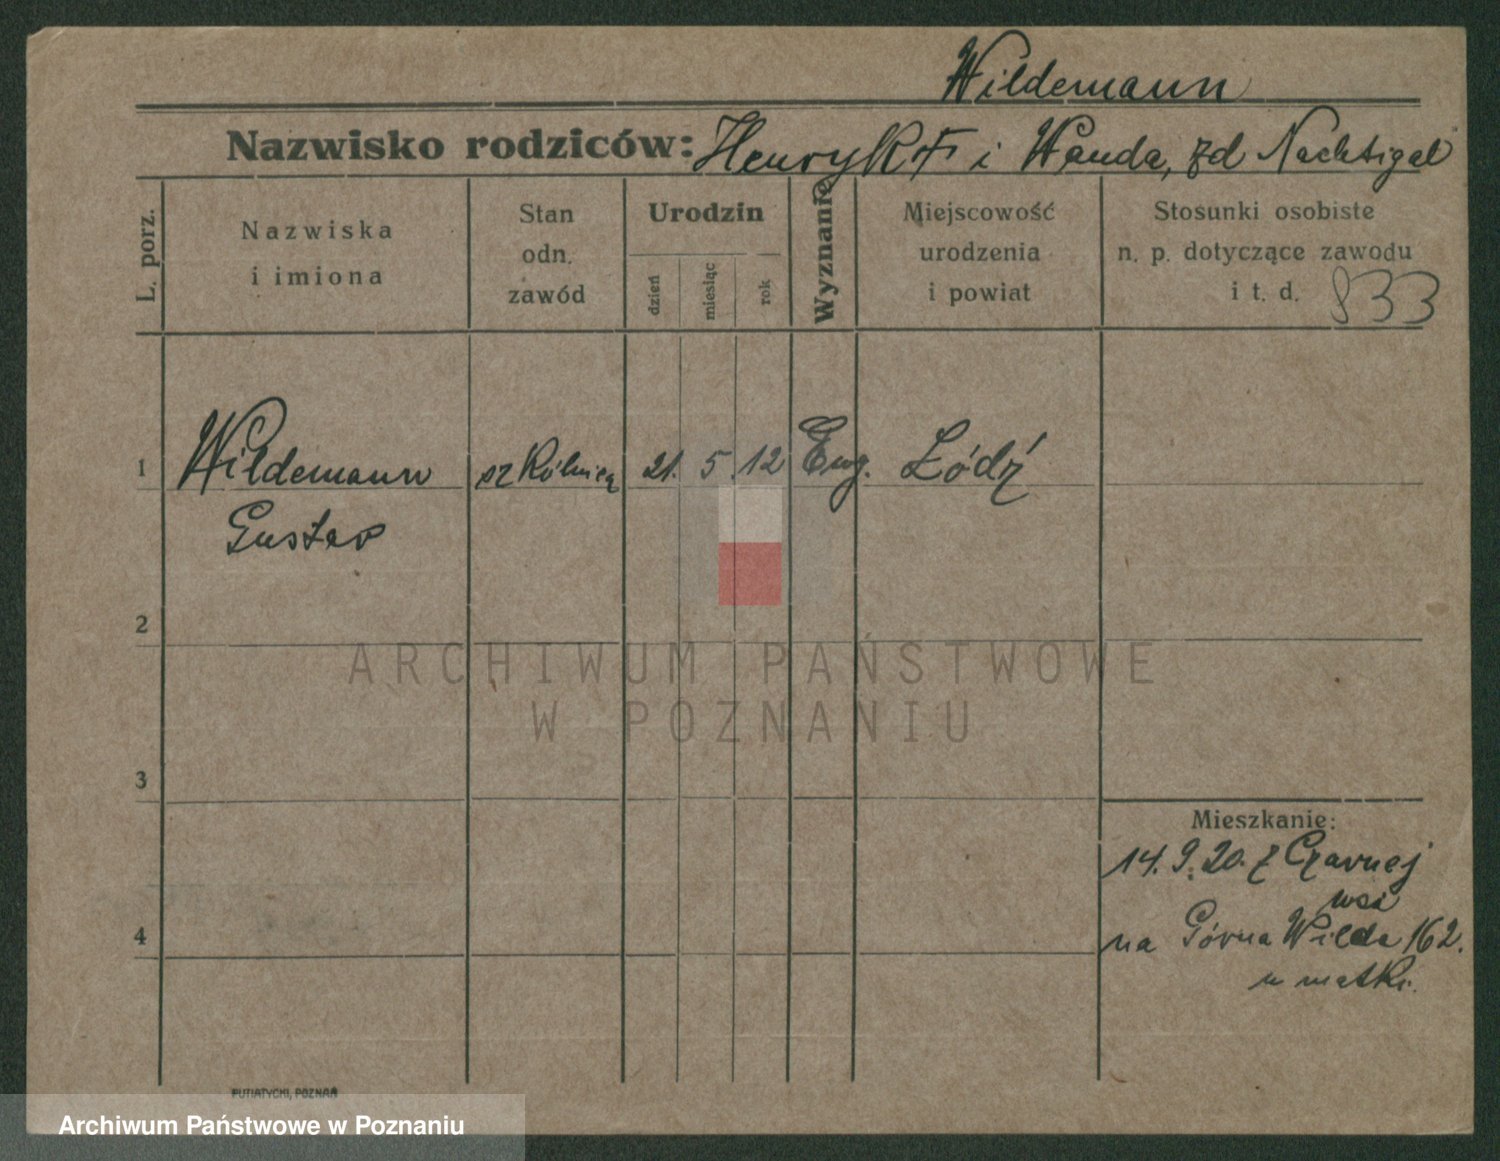 Wildemann
Nazwisko rodziców: Henryk † i Wanda, zd Nachtigal
L. porz.
Nazwiska
i imiona
Stan
odn.
zawód
Urodzin
dzień
miesiąc
rok
Wyznanie
Miejscowość
urodzenia
i powiat
Stosunki osobiste
n. p. dotyczące zawodu
i t. d.
833
1 Wildemann sz Rolnicą 21. 5. 12 Ewg. Łódź
Gustav
2
ARCHIWUM PAŃSTWOWE
W POZNANIU
3
Mieszkanie:
14. 9. 20. z Czarnej
wsi
4 na Górna Wilda 162.
u matki.
PUTIATYCKI, POZNAŃ
Archiwum Państwowe w Poznaniu